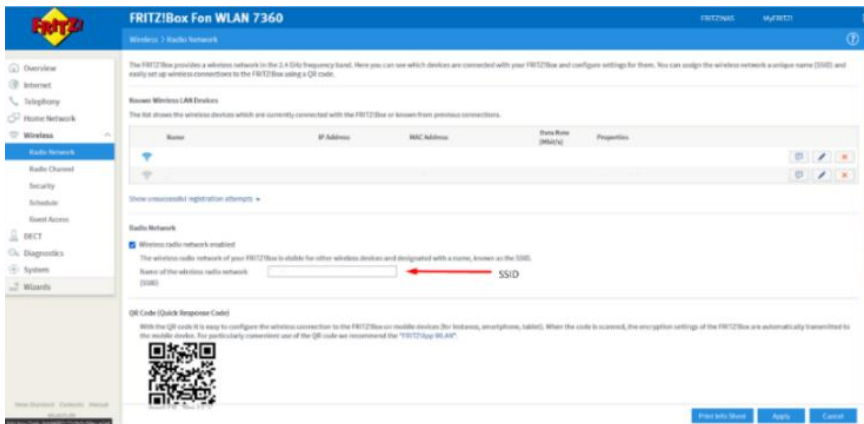 FRITZ!
FRITZ!Box Fon WLAN 7360
FRITZ!NAS MyFRITZ!
Wireless > Radio Network
Overview
Internet
Telephony
Home Network
Wireless
Radio Network
Radio Channel
Security
Schedule
Guest Access
DECT
Diagnostics
System
Wizards
The FRITZ!Box provides a wireless network in the 2.4 GHz frequency band. Here you can see which devices are connected with your FRITZ!Box and configure settings for them. You can assign the wireless network a unique name (SSID) and
easily set up wireless connections to the FRITZ!Box using a QR code.
Known Wireless LAN Devices
The list shows the wireless devices which are currently connected with the FRITZ!Box or known from previous connections.
Name IP Address MAC Address Data Rate Properties
[Mbit/s]
Show unsuccessful registration attempts
Radio Network
Wireless radio network enabled
The wireless radio network of your FRITZ!Box is visible for other wireless devices and designated with a name, known as the SSID.
Name of the wireless radio network
(SSID)
SSID
QR Code (Quick Response Code)
With the QR code it is easy to configure the wireless connection to the FRITZ!Box on mobile devices (for instance, smartphone, tablet). When the code is scanned, the encryption settings of the FRITZ!Box are automatically transmitted to
the mobile device. For particularly convenient use of the QR code we recommend the "FRITZ!App WLAN".
Contents Manual
Print Info Sheet Apply Cancel